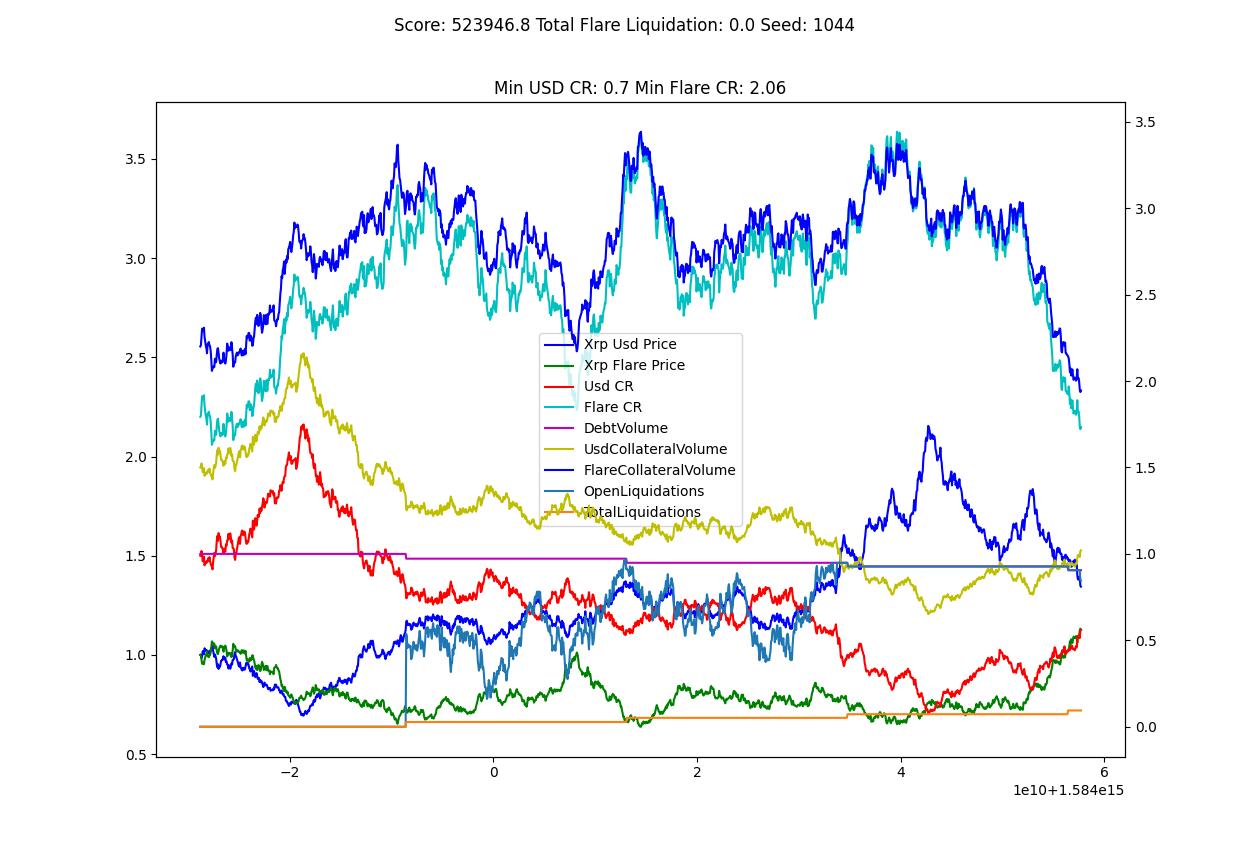 Score: 523946.8 Total Flare Liquidation: 0.0 Seed: 1044
Min USD CR: 0.7 Min Flare CR: 2.06
3.5
3.0
2.5
2.0
1.5
1.0
0.5
3.5
3.0
2.5
2.0
1.5
1.0
0.5
0.0
Xrp Usd Price
Xrp Flare Price
Usd CR
Flare CR
DebtVolume
UsdCollateralVolume
FlareCollateralVolume
OpenLiquidations
TotalLiquidations
−2
0
2
4
6
1e10+1.584e15